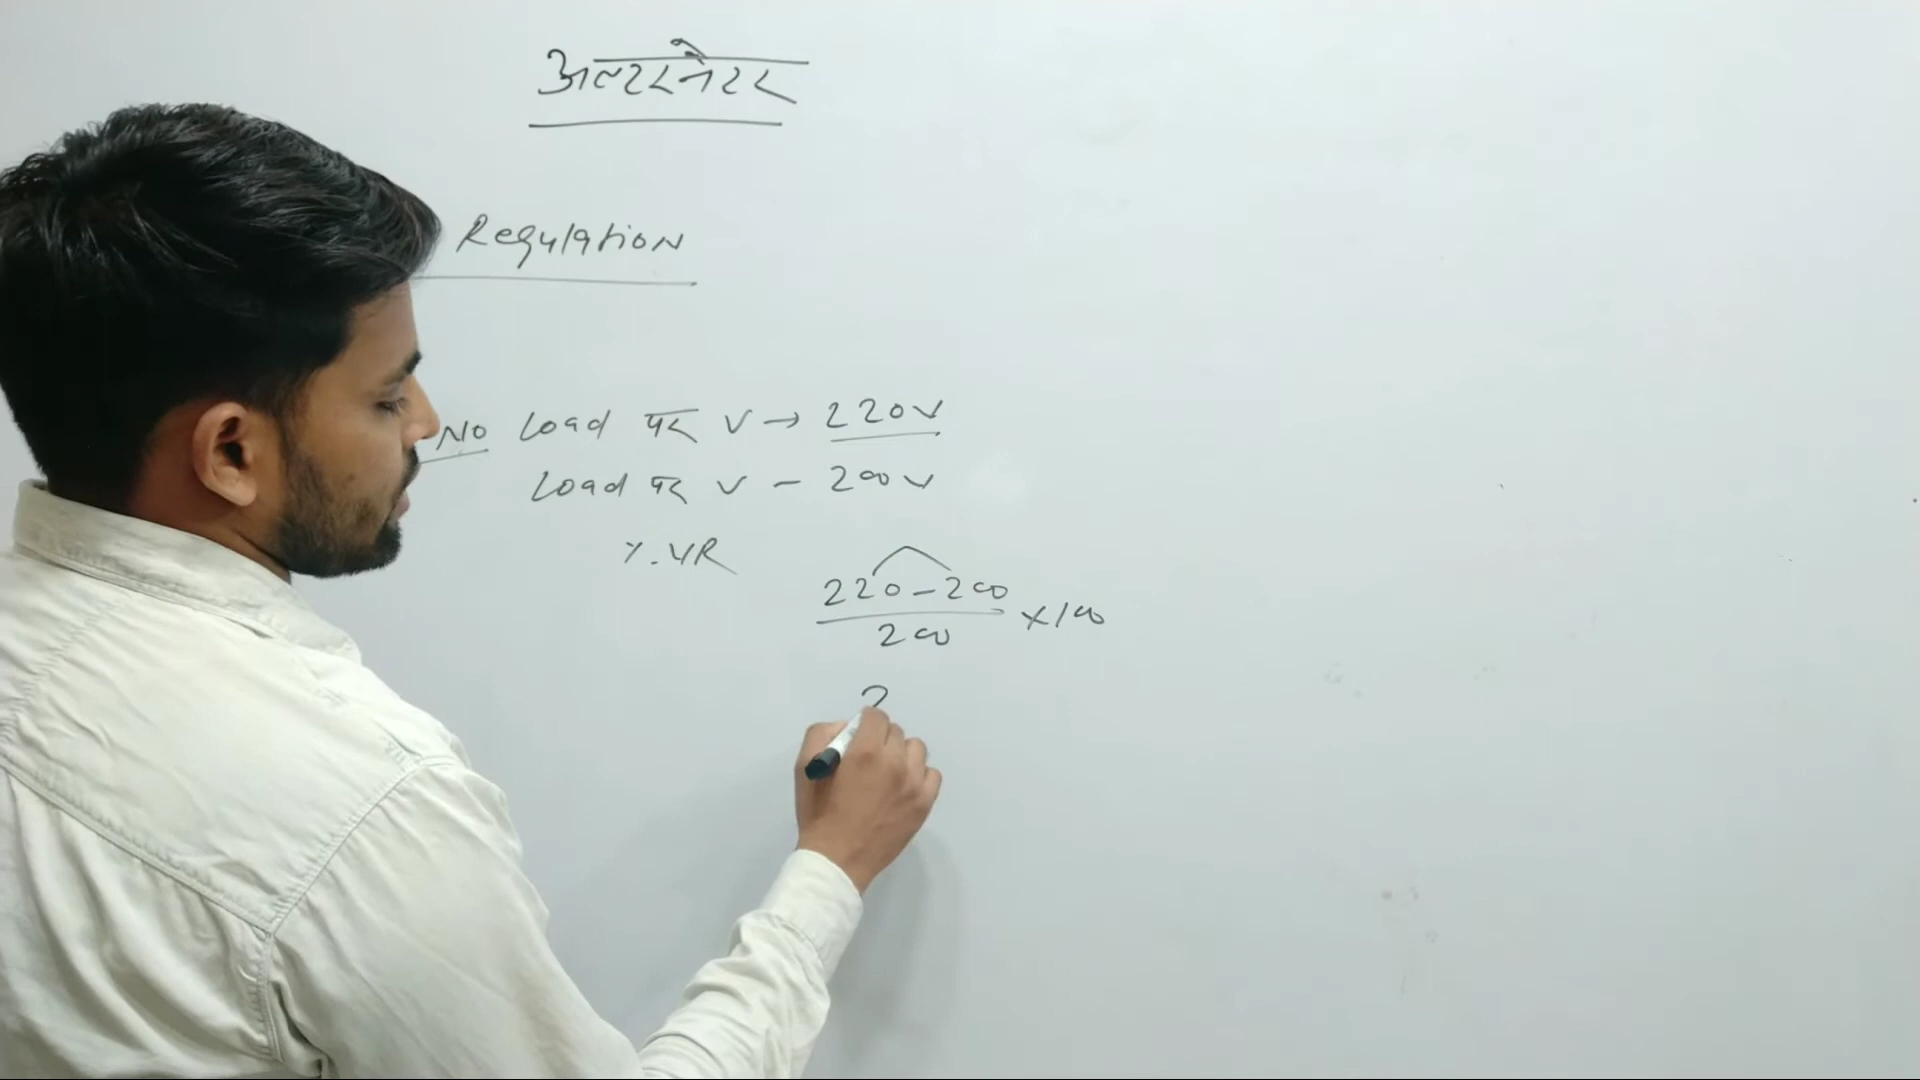 अल्टरनेटर
Regulation
No Load पर V → 220V
Load पर V - 200V
%.VR
220-200
200
×100
2